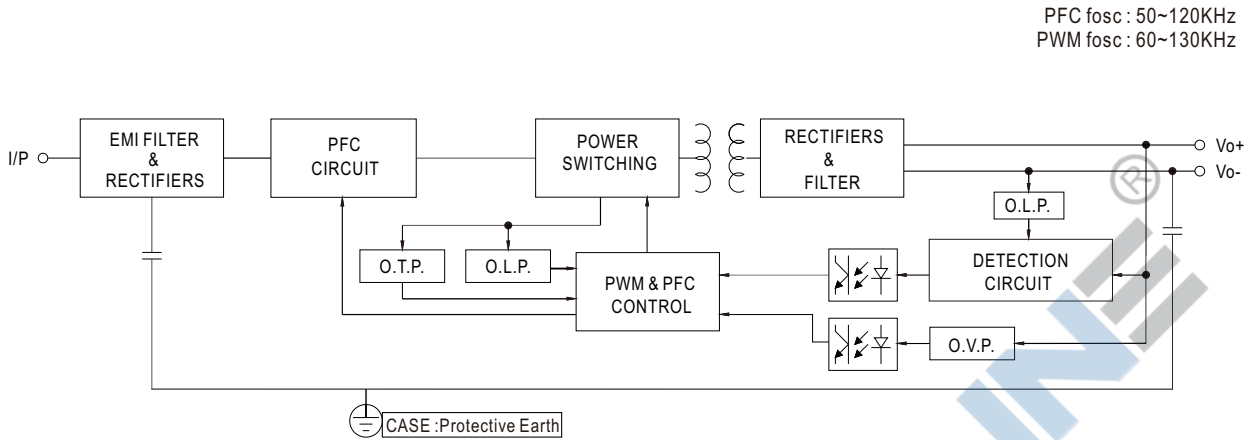 PFC fosc : 50~120KHz
PWM fosc : 60~130KHz
I/P
EMI FILTER
&
RECTIFIERS
PFC
CIRCUIT
POWER
SWITCHING
RECTIFIERS
&
FILTER
Vo+
Vo-
O.L.P.
O.T.P.
O.L.P.
PWM & PFC
CONTROL
DETECTION
CIRCUIT
O.V.P.
CASE :Protective Earth
INE
®